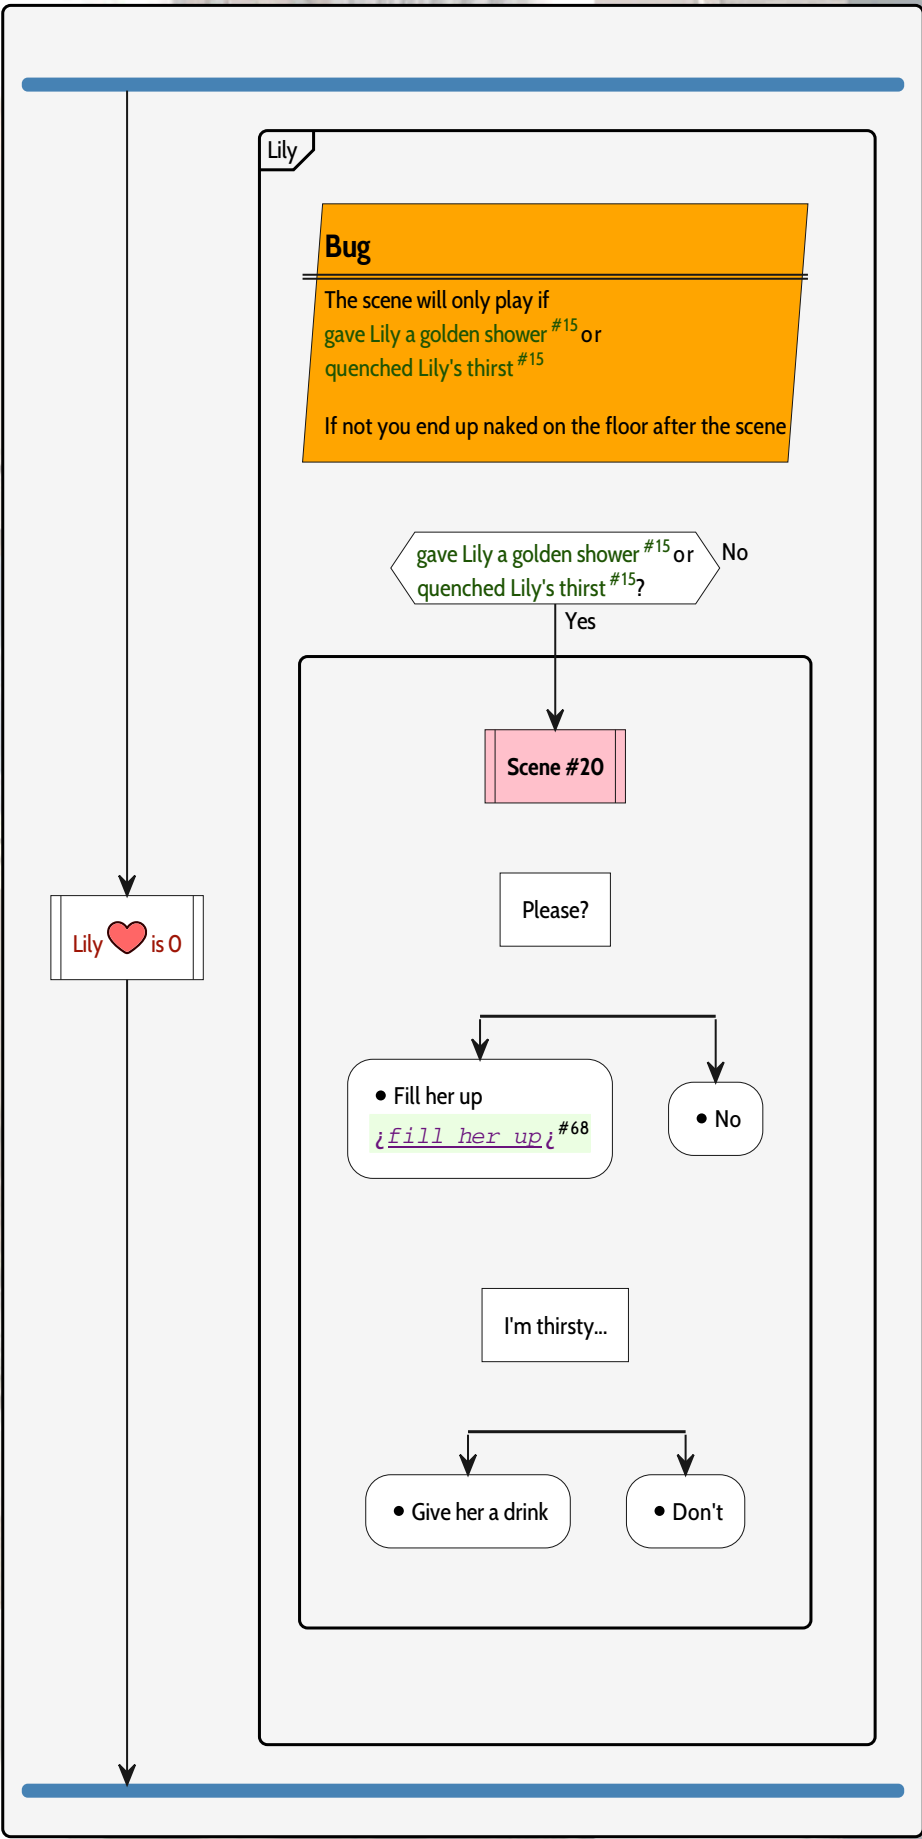 Lily
Bug
The scene will only play if
gave Lily a golden shower #15 or
quenched Lily's thirst #15
If not you end up naked on the floor after the scene
gave Lily a golden shower #15 or
quenched Lily's thirst #15?
No
Yes
Scene #20
Please?
Lily is 0
• Fill her up
¿fill her up¿ #68
• No
I'm thirsty...
• Give her a drink
• Don't